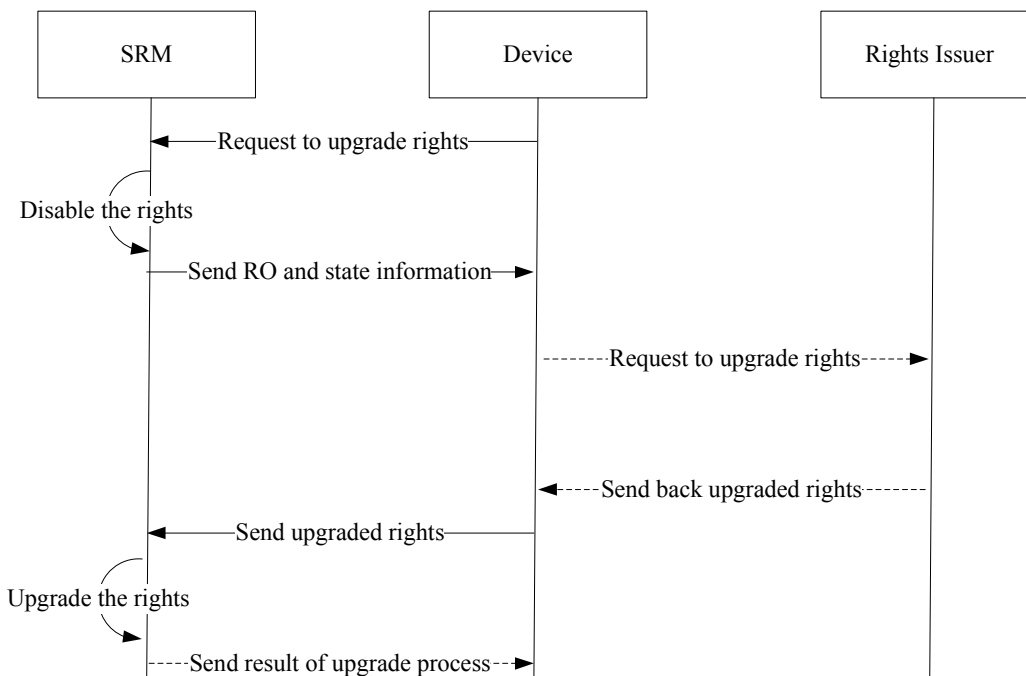 SRM
Device
Rights Issuer
Request to upgrade rights
Disable the rights
Send RO and state information
Request to upgrade rights
Send back upgraded rights
Send upgraded rights
Upgrade the rights
Send result of upgrade process